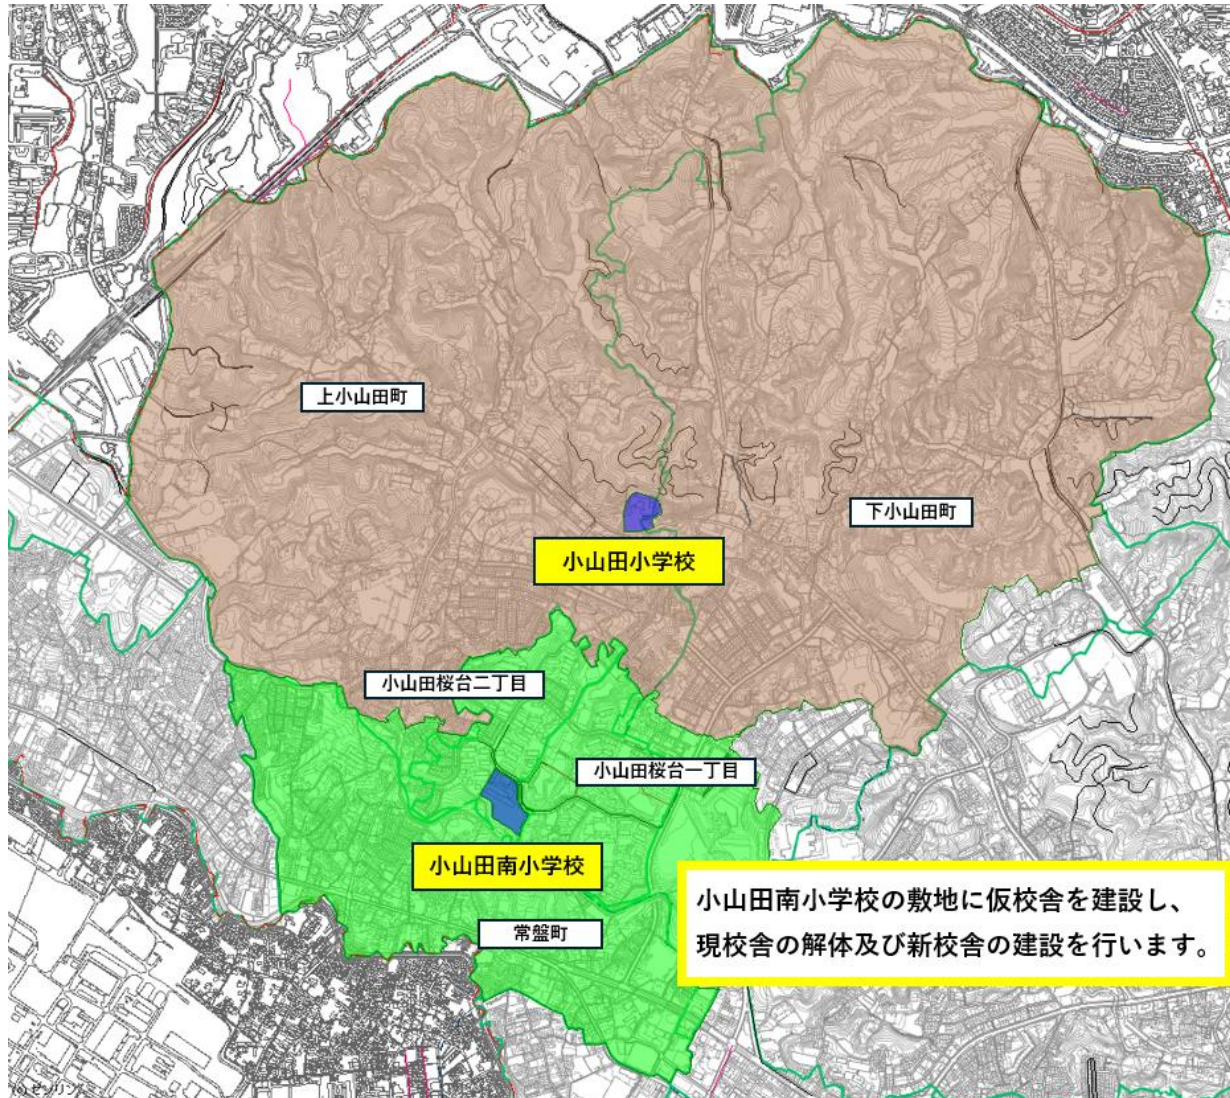 上小山田町
下小山田町
小山田小学校
小山田桜台二丁目
小山田桜台一丁目
小山田南小学校
小山田南小学校の敷地に仮校舎を建設し、
現校舎の解体及び新校舎の建設を行います。
常盤町
(c)ゼンリン